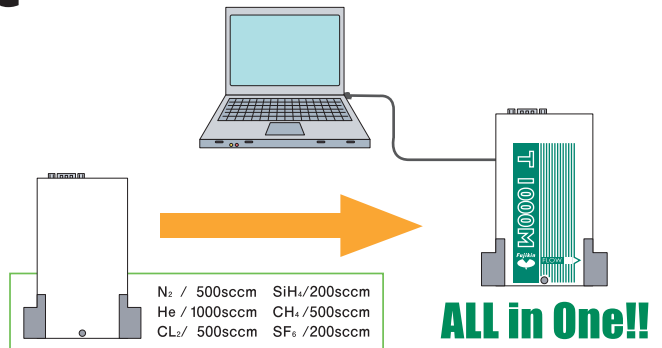 T 1000M
Fujikin
FLOW
N₂ / 500sccm SiH₄/200sccm
He / 1000sccm CH₄/500sccm
CL₂/ 500sccm SF₆ /200sccm
ALL in One!!